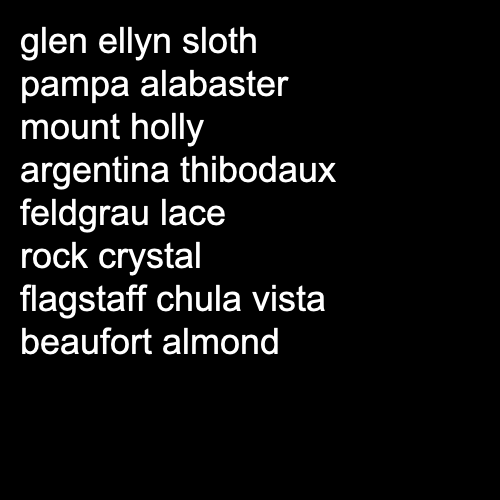 glen ellyn sloth
pampa alabaster
mount holly
argentina thibodaux
feldgrau lace
rock crystal
flagstaff chula vista
beaufort almond